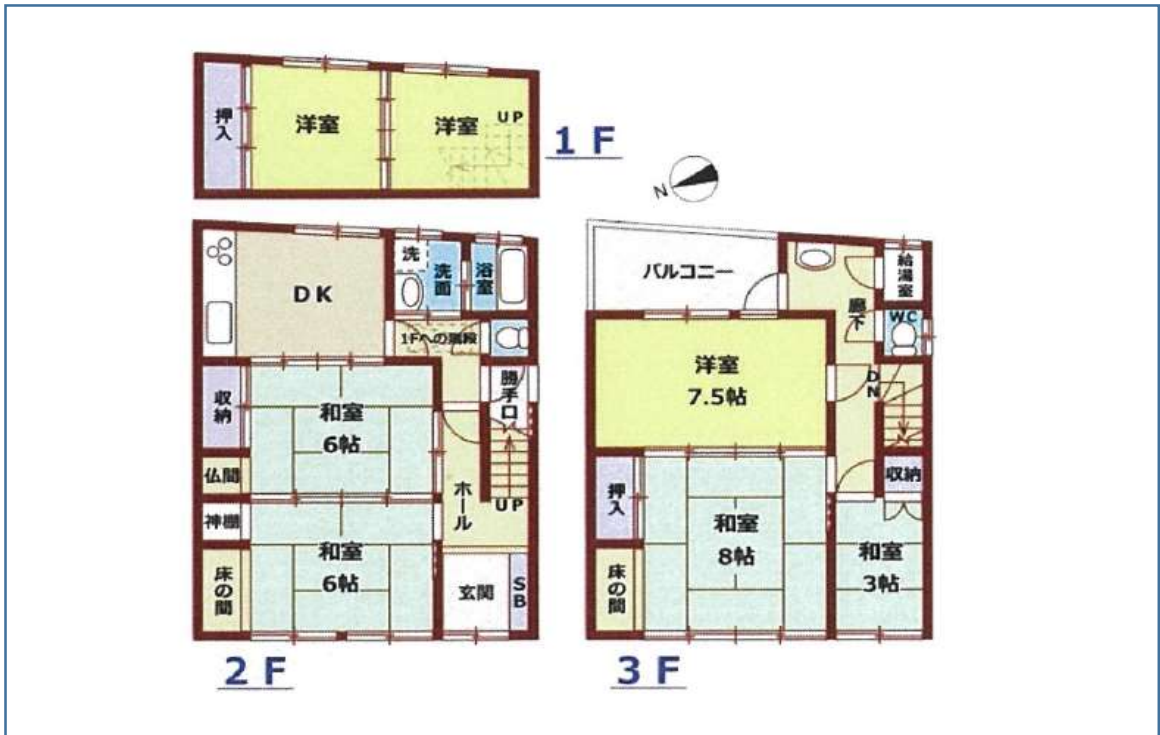 押入
洋室
洋室
UP
1F
N
DK
洗
洗面
浴室
1Fへの階段
収納
和室
6帖
勝手口
仏間
ホール
UP
神棚
和室
6帖
床の間
玄関
SB
2F
バルコニー
給湯室
廊下
WC
洋室
7.5帖
DN
押入
収納
和室
8帖
和室
3帖
床の間
3F